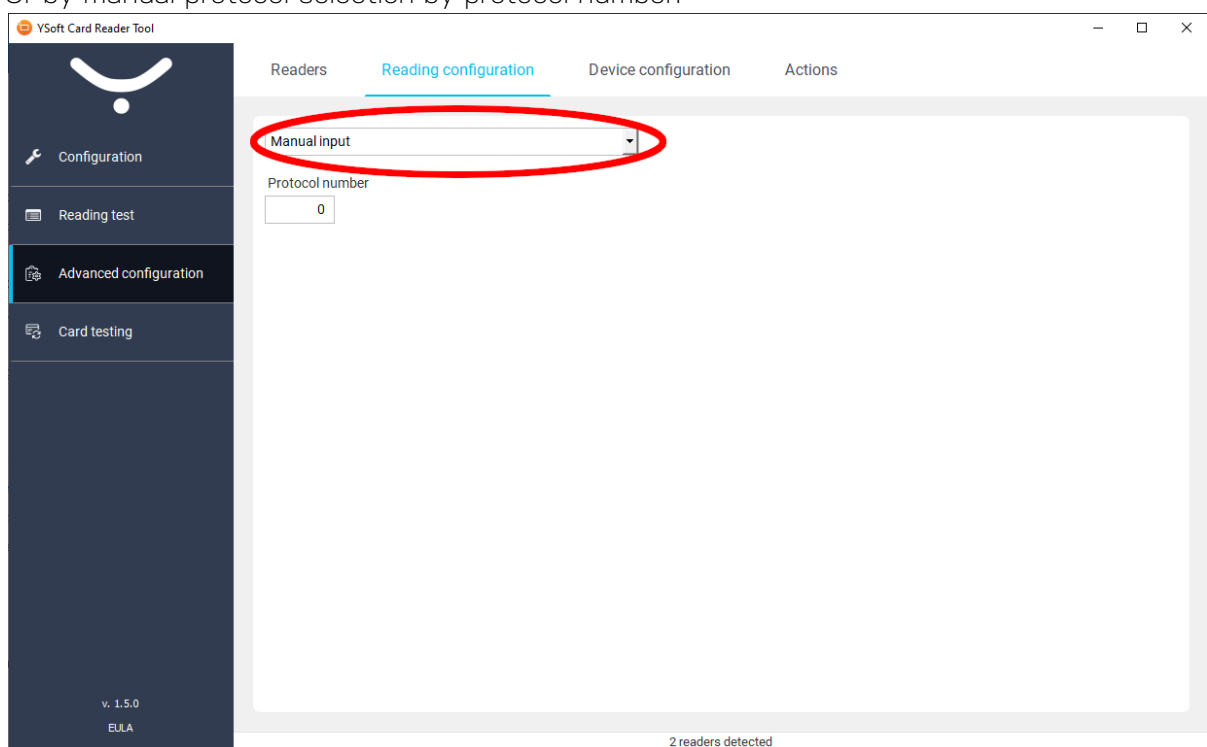 Or by manual protocol selection by protocol number.
YSoft Card Reader Tool
Readers Reading configuration Device configuration Actions
Configuration
Reading test
Advanced configuration
Card testing
Manual input
Protocol number
0
v. 1.5.0
EULA
2 readers detected